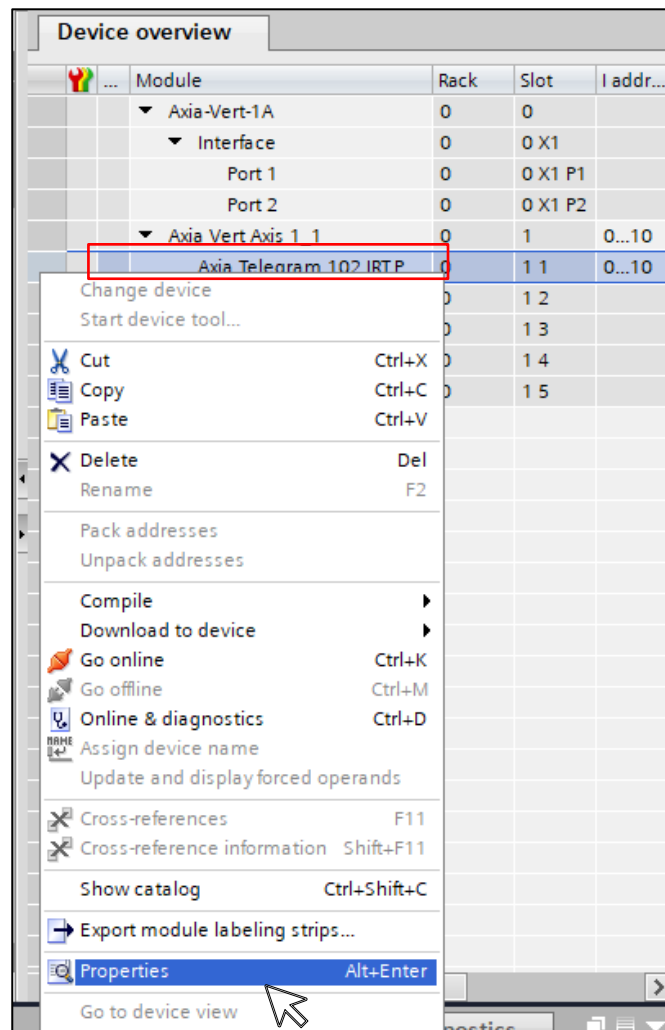 Device overview
... Module Rack Slot I addr...
Axia-Vert-1A 0 0
Interface 0 0 X1
Port 1 0 0 X1 P1
Port 2 0 0 X1 P2
Axia Vert Axis 1_1 0 1 0...10
Axia Telegram 102 IRT P 0 1 1 0...10
Change device
1 2
Start device tool...
1 3
Cut Ctrl+X
1 4
Copy Ctrl+C
1 5
Paste Ctrl+V
Delete Del
Rename F2
Pack addresses
Unpack addresses
Compile
Download to device
Go online Ctrl+K
Go offline Ctrl+M
Online & diagnostics Ctrl+D
Assign device name
Update and display forced operands
Cross-references F11
Cross-reference information Shift+F11
Show catalog Ctrl+Shift+C
Export module labeling strips...
Properties Alt+Enter
Go to device view